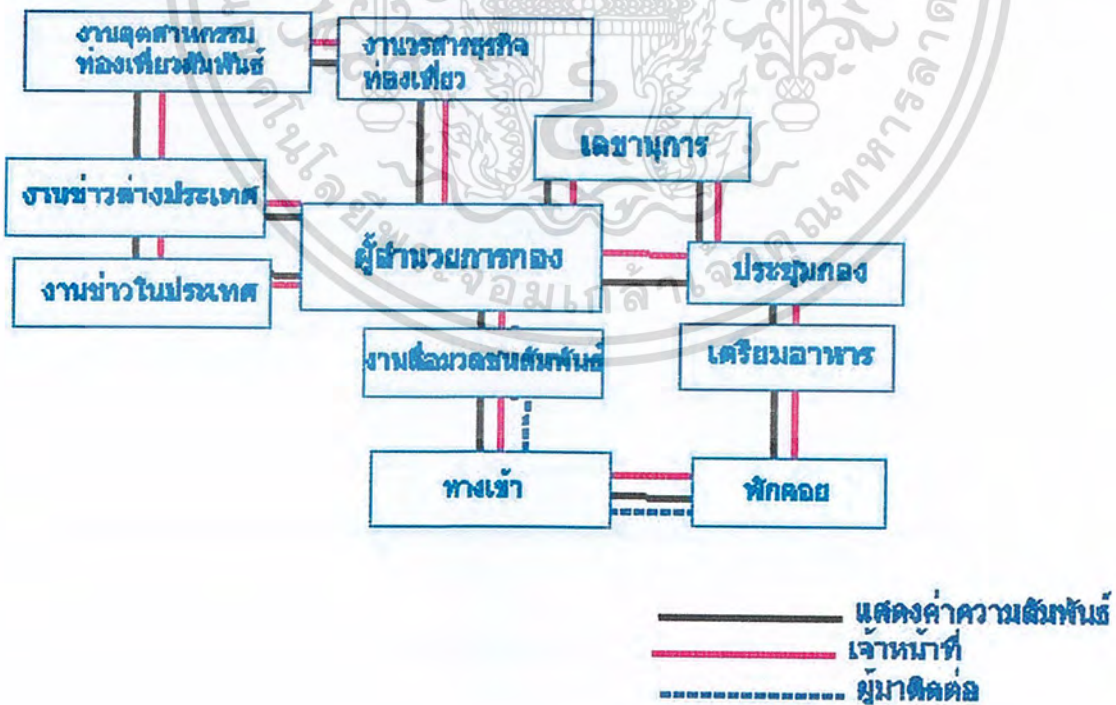 งานอุตสาหกรรม
ท่องเที่ยวสัมพันธ์
งานวรสารธุรกิจ
ท่องเที่ยว
เลขานุการ
งานข่าวต่างประเทศ
ผู้อำนวยการกอง
ประชุมกอง
งานข่าวในประเทศ
งานสื่อมวลชนสัมพันธ์
เตรียมอาหาร
ทางเข้า
พักคอย
แสดงค่าความสัมพันธ์
เจ้าหน้าที่
ผู้มาติดต่อ